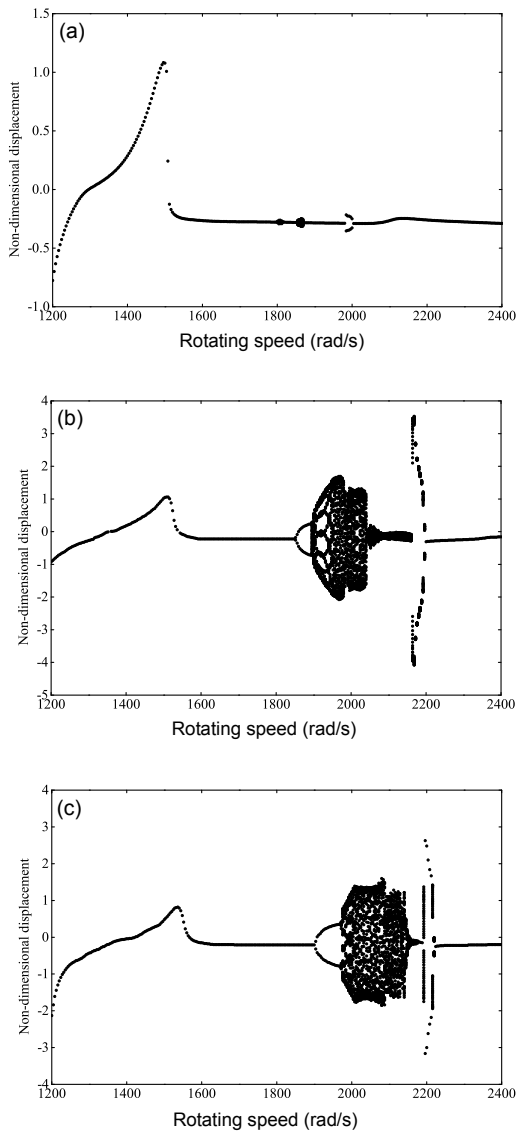 (a)
1.5
1.0
0.5
0.0
-0.5
-1.0
Non-dimensional displacement
1200 1400 1600 1800 2000 2200 2400
Rotating speed (rad/s)
(b)
4
3
2
1
0
-1
-2
-3
-4
-5
Non-dimensional displacement
1200 1400 1600 1800 2000 2200 2400
Rotating speed (rad/s)
(c)
4
3
2
1
0
-1
-2
-3
-4
Non-dimensional displacement
1200 1400 1600 1800 2000 2200 2400
Rotating speed (rad/s)